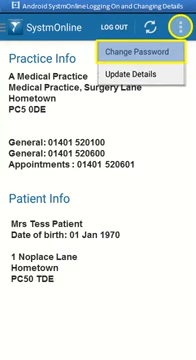 Android SystmOnline Logging On and Changing Details
SystmOnline
LOG OUT
Change Password
Update Details
Practice Info
A Medical Practice
Medical Practice, Surgery Lane
Hometown
PC5 0DE
General: 01401 520100
General: 01401 520600
Appointments : 01401 520601
Patient Info
Mrs Tess Patient
Date of birth: 01 Jan 1970
1 Noplace Lane
Hometown
PC50 TDE